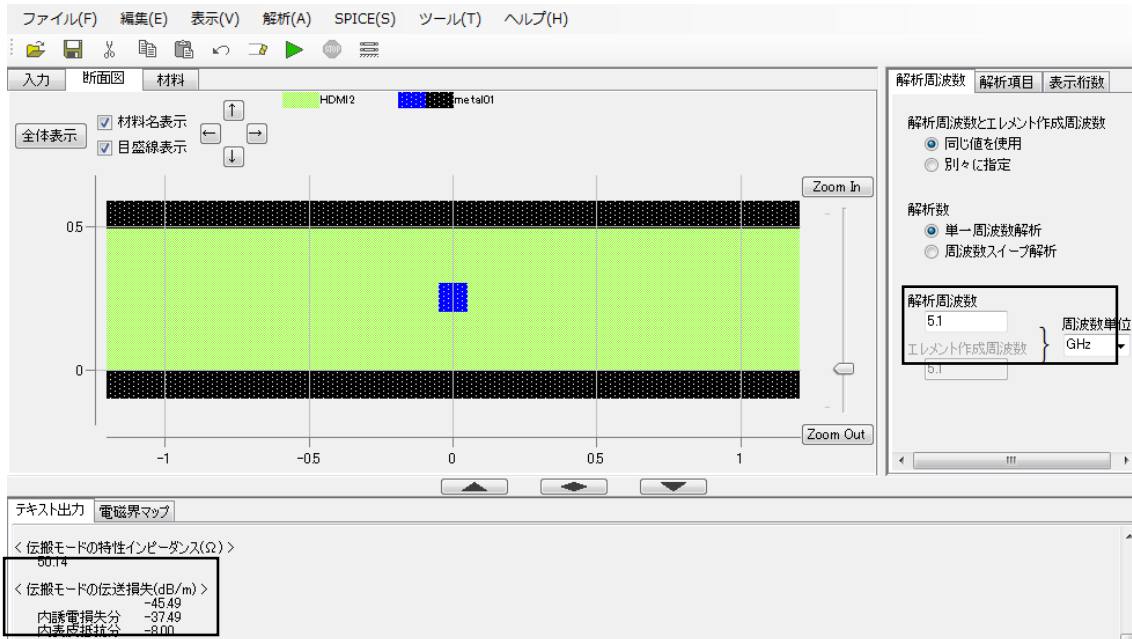 ファイル(F) 編集(E) 表示(V) 解析(A) SPICE(S) ツール(T) ヘルプ(H)
STOP
入力 断面図 材料
HDMI2 metal01
全体表示
材料名表示
目盛線表示
↑
← →
↓
Zoom In
Zoom Out
0.5
0
-1 -0.5 0 0.5 1
解析周波数 解析項目 表示桁数
解析周波数とエレメント作成周波数
同じ値を使用
別々に指定
解析数
単一周波数解析
周波数スイープ解析
解析周波数
5.1
周波数単位
エレメント作成周波数
GHz
5.1
テキスト出力 電磁界マップ
<伝搬モードの特性インピーダンス(Ω)>
50.14
<伝搬モードの伝送損失(dB/m)>
-45.49
内誘電損失分 -37.49
内表皮抵抗分 -8.00